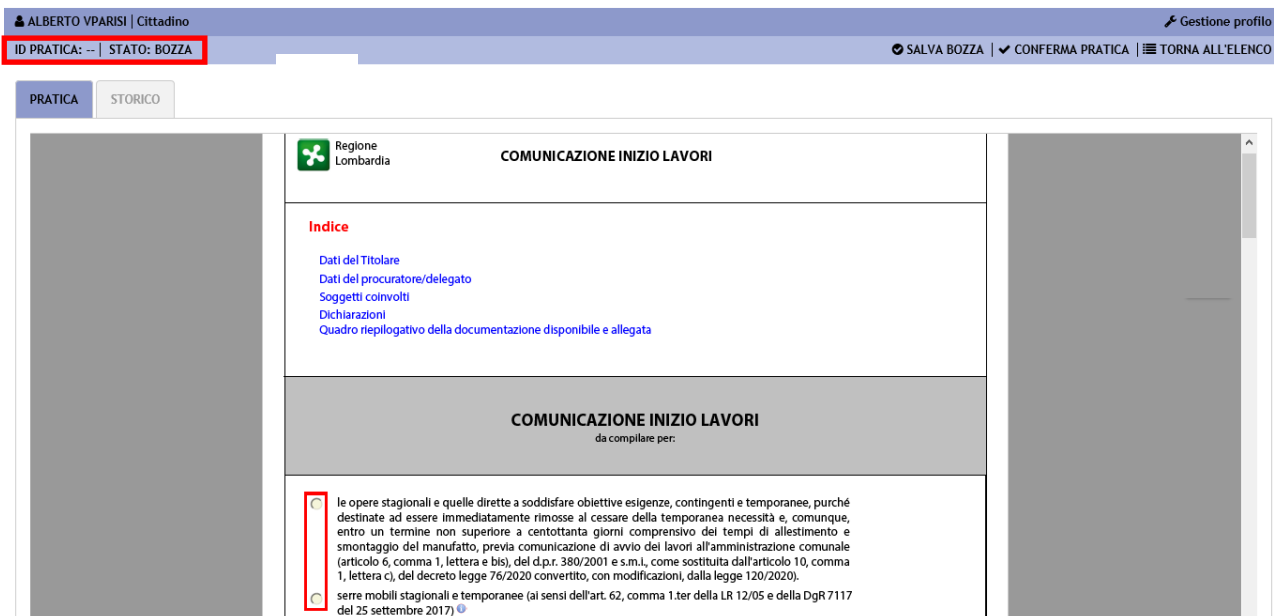 ALBERTO VPARISI | Cittadino
Gestione profilo
ID PRATICA: -- | STATO: BOZZA
SALVA BOZZA | CONFERMA PRATICA | TORNA ALL'ELENCO
PRATICA
STORICO
Regione
Lombardia
COMUNICAZIONE INIZIO LAVORI
Indice
Dati del Titolare
Dati del procuratore/delegato
Soggetti coinvolti
Dichiarazioni
Quadro riepilogativo della documentazione disponibile e allegata
COMUNICAZIONE INIZIO LAVORI
da compilare per:
le opere stagionali e quelle dirette a soddisfare obiettive esigenze, contingenti e temporanee, purché
destinate ad essere immediatamente rimosse al cessare della temporanea necessità e, comunque,
entro un termine non superiore a centottanta giorni comprensivo dei tempi di allestimento e
smontaggio del manufatto, previa comunicazione di avvio dei lavori all'amministrazione comunale
(articolo 6, comma 1, lettera e bis), del d.p.r. 380/2001 e s.m.i., come sostituita dall'articolo 10, comma
1, lettera c), del decreto legge 76/2020 convertito, con modificazioni, dalla legge 120/2020).
serre mobili stagionali e temporanee (ai sensi dell'art. 62, comma 1.ter della LR 12/05 e della DgR 7117
del 25 settembre 2017)